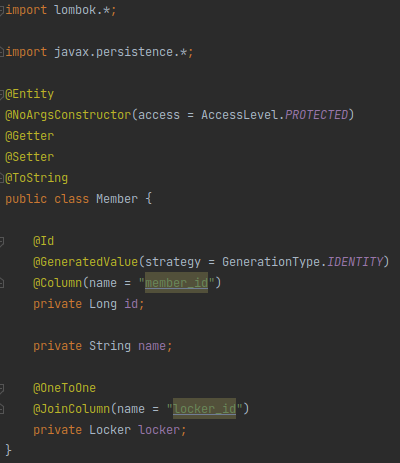 import lombok.*;
import javax.persistence.*;
@Entity
@NoArgsConstructor(access = AccessLevel.PROTECTED)
@Getter
@Setter
@ToString
public class Member {
@Id
@GeneratedValue(strategy = GenerationType.IDENTITY)
@Column(name = "member_id")
private Long id;
private String name;
@OneToOne
@JoinColumn(name = "locker_id")
private Locker locker;
}